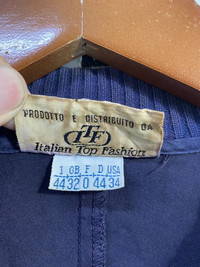 PRODOTTO E DISTRIBUITO DA
ITF
Italian Top Fashion
I GB F D USA
44 32 0 44 34